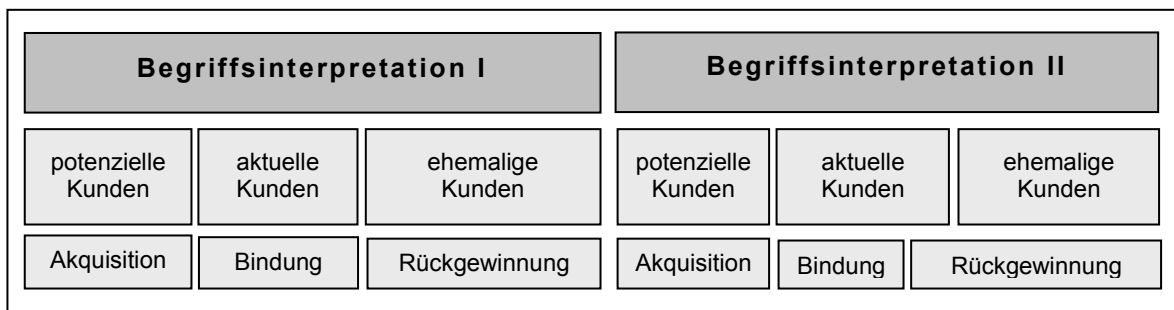 Begriffsinterpretation I
Begriffsinterpretation II
potenzielle
Kunden
aktuelle
Kunden
ehemalige
Kunden
potenzielle
Kunden
aktuelle
Kunden
ehemalige
Kunden
Akquisition
Bindung
Rückgewinnung
Akquisition
Bindung
Rückgewinnung